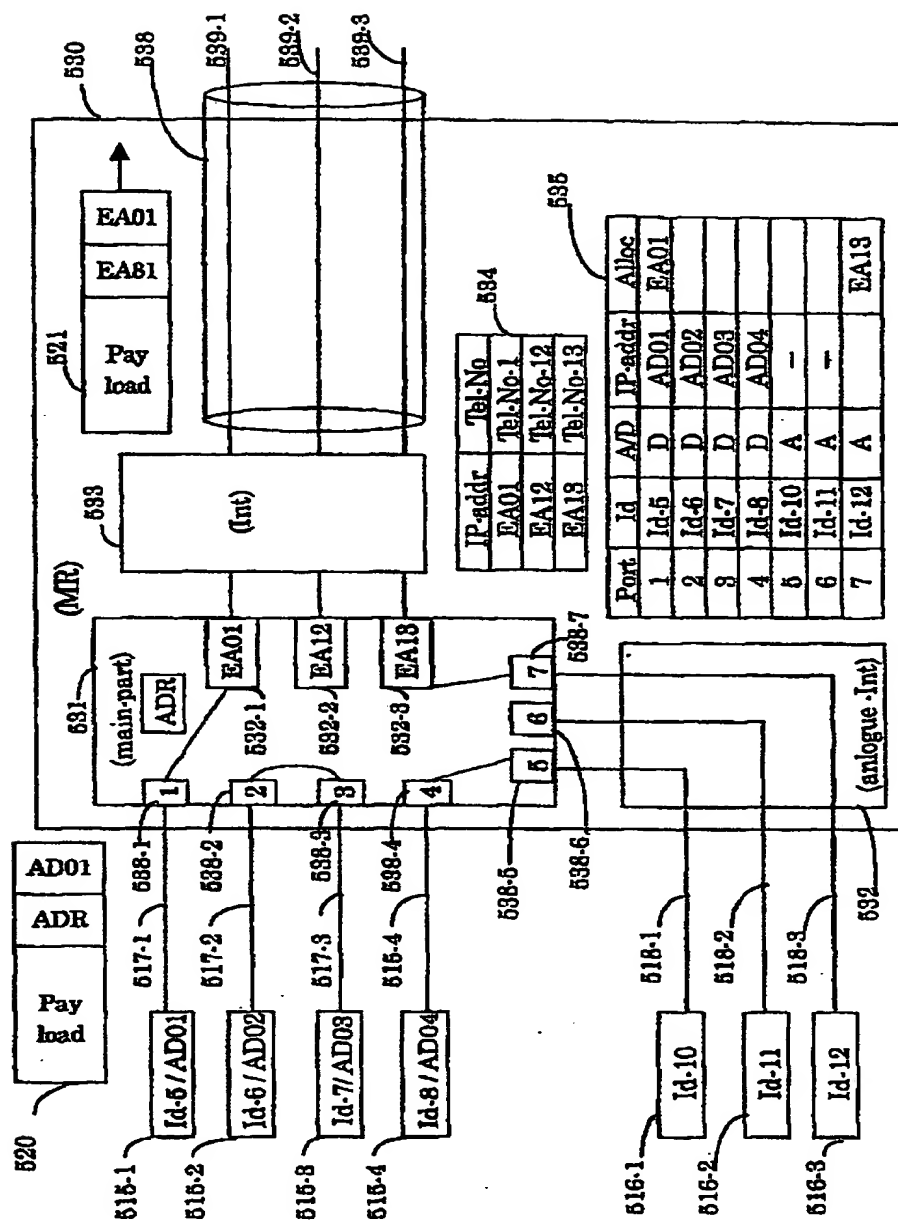 520
Pay load
ADR
AD01
530
521
Pay load
EA81
EA01
538
539-1
539-2
539-3
(MR)
533
(Int)
531
(main-part)
ADR
EA01
EA12
EA13
532-1
532-2
532-3
1
2
3
4
5
6
7
538-1
538-2
538-3
538-4
538-5
538-6
538-7
517-1
517-2
517-3
515-4
515-1
515-2
515-3
515-4
Id-5/AD01
Id-6/AD02
Id-7/AD03
Id-8/AD04
534
IP-addr Tel-No
EA01 Tel-No-1
EA12 Tel-No-12
EA13 Tel-No-13
535
Port Id A/D IP-addr Alloc
1 Id-5 D AD01 EA01
2 Id-6 D AD02
3 Id-7 D AD03
4 Id-8 D AD04
5 Id-10 A –
6 Id-11 A –
7 Id-12 A EA13
(anlogue-Int)
532
518-1
518-2
518-3
516-1
516-2
516-3
Id-10
Id-11
Id-12